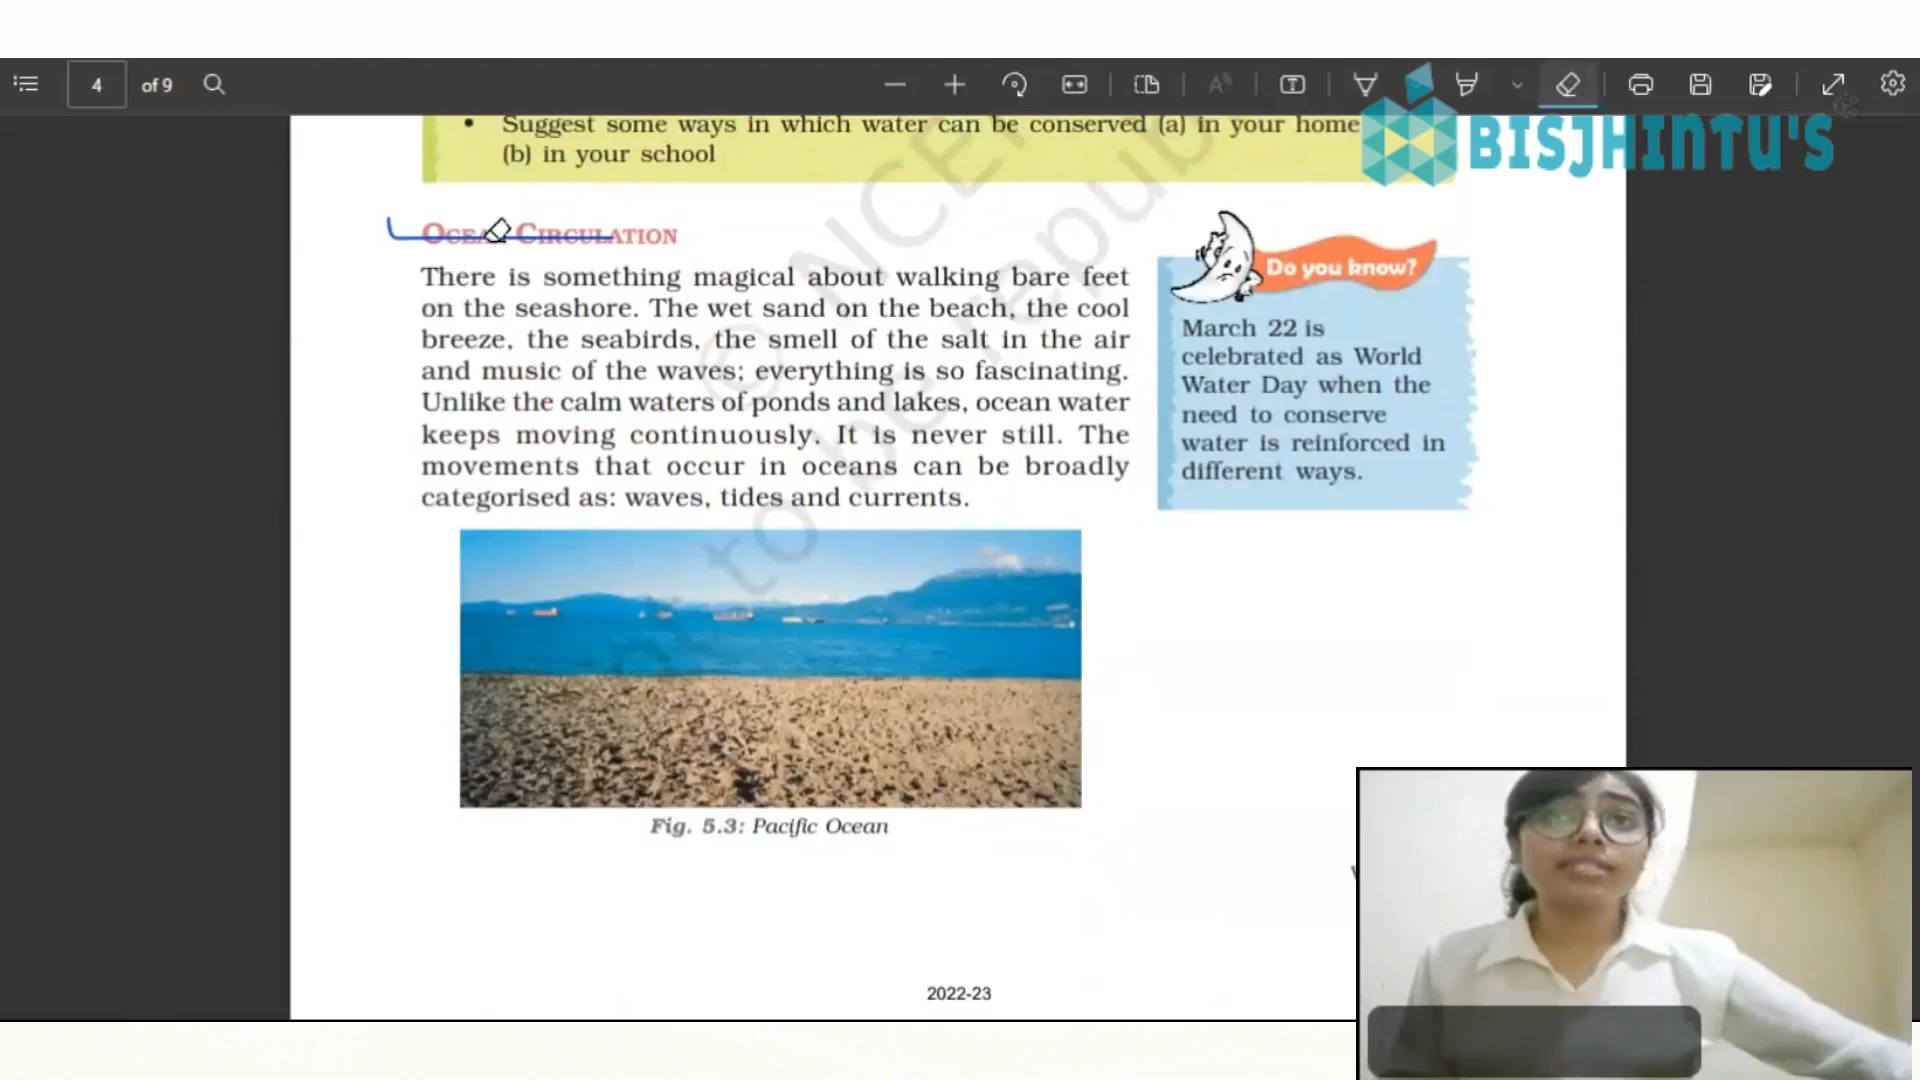 4 of 9
BISJHINTU'S
• Suggest some ways in which water can be conserved (a) in your home
(b) in your school
OCEAN CIRCULATION
There is something magical about walking bare feet
on the seashore. The wet sand on the beach, the cool
breeze, the seabirds, the smell of the salt in the air
and music of the waves; everything is so fascinating.
Unlike the calm waters of ponds and lakes, ocean water
keeps moving continuously. It is never still. The
movements that occur in oceans can be broadly
categorised as: waves, tides and currents.
Do you know?
March 22 is
celebrated as World
Water Day when the
need to conserve
water is reinforced in
different ways.
Fig. 5.3: Pacific Ocean
2022-23